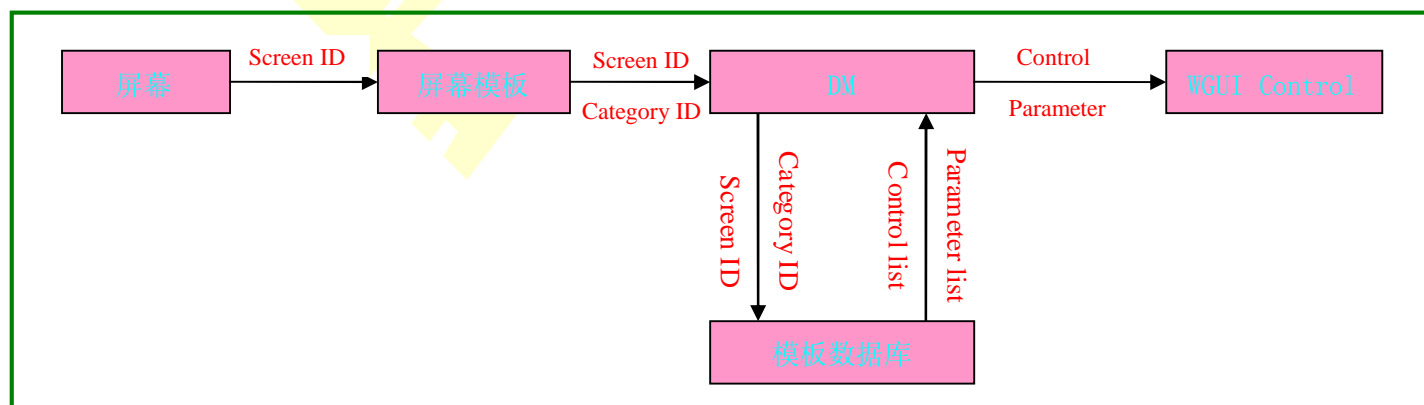 屏幕
Screen ID
屏幕模板
Screen ID
Category ID
DM
Control
Parameter
WGUI Control
Screen ID
Category ID
Control list
Parameter list
模板数据库